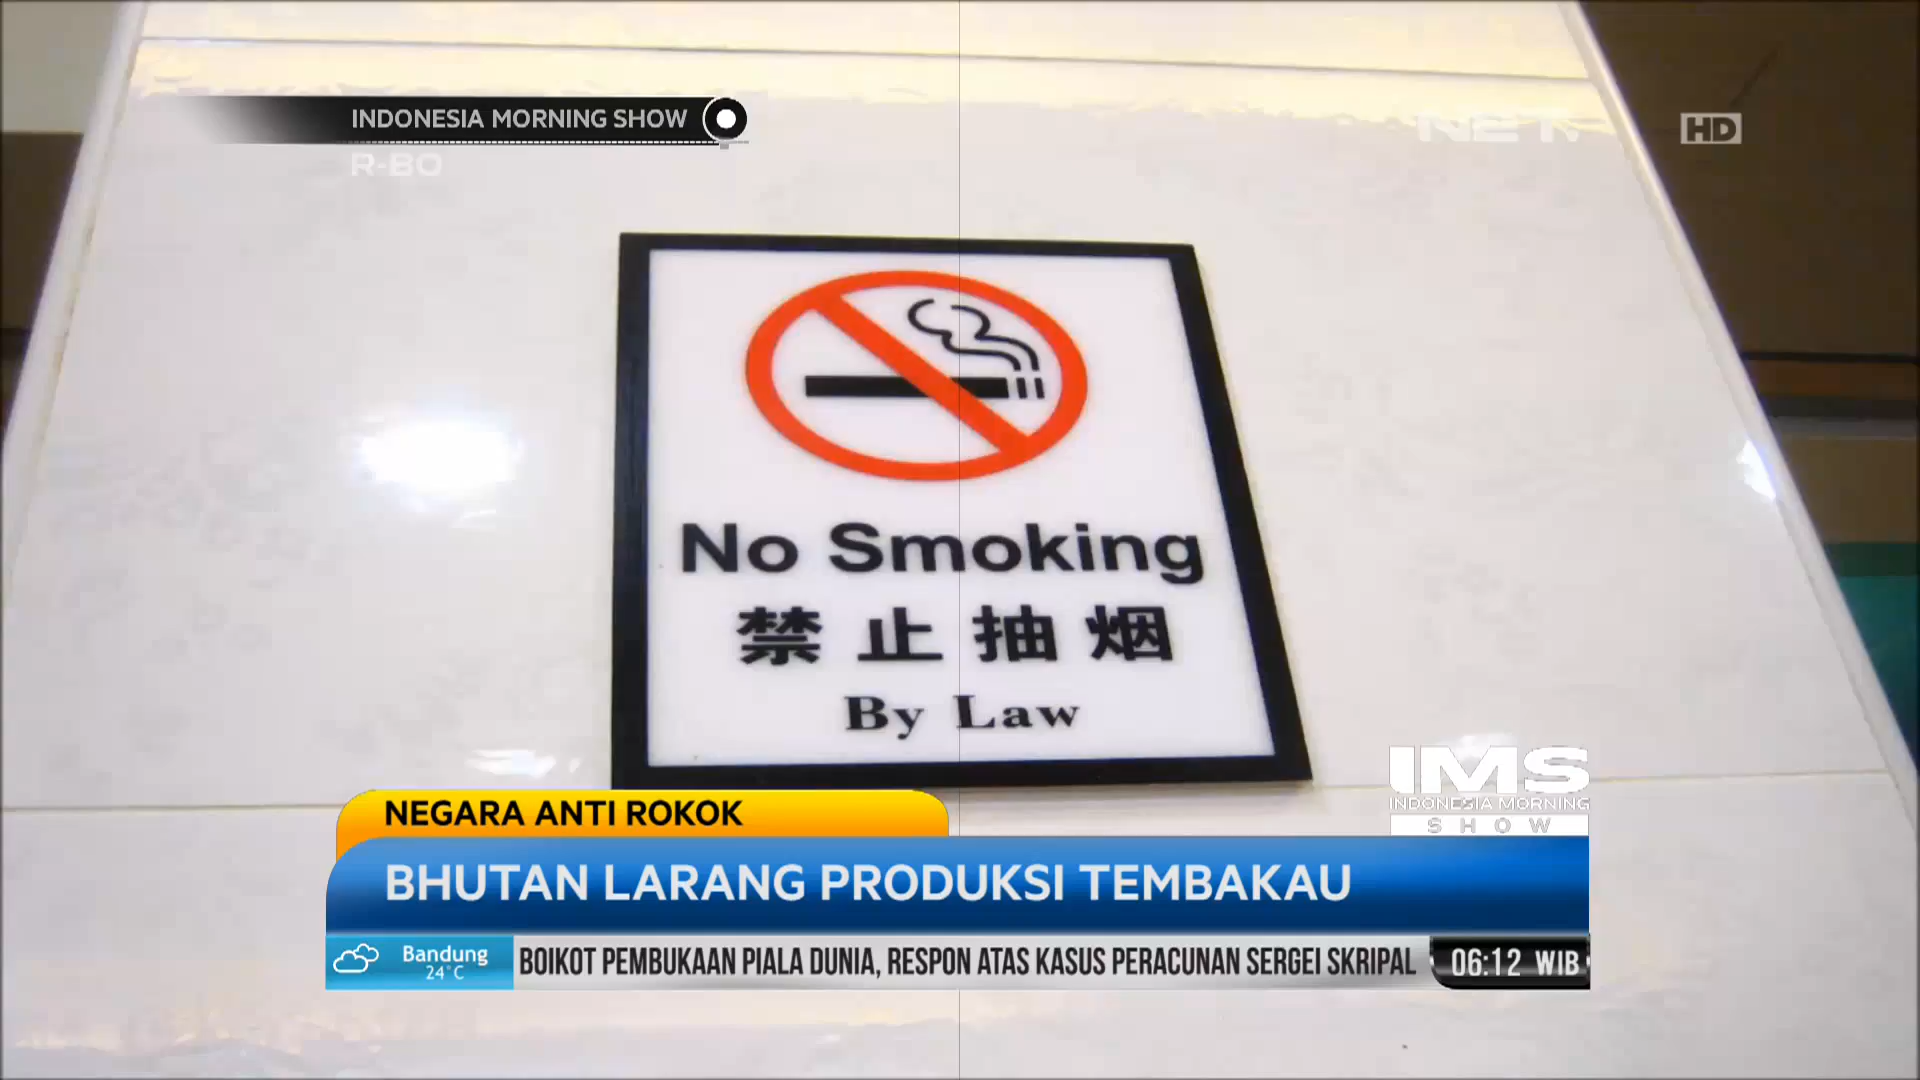 INDONESIA MORNING SHOW
R-BO
NET.
HD
No Smoking
禁止抽烟
By Law
IMS
INDONESIA MORNING
SHOW
NEGARA ANTI ROKOK
BHUTAN LARANG PRODUKSI TEMBAKAU
Bandung
24°C
BOIKOT PEMBUKAAN PIALA DUNIA, RESPON ATAS KASUS PERACUNAN SERGEI SKRIPAL
06:12 WIB